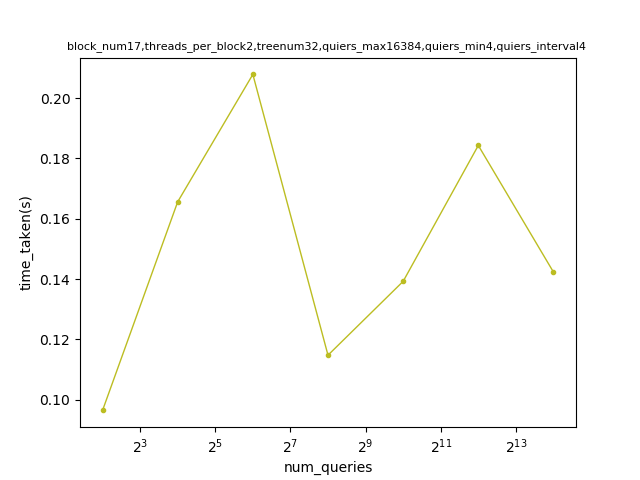 block_num17,threads_per_block2,treenum32,quiers_max16384,quiers_min4,quiers_interval4
0.20
0.18
0.16
0.14
0.12
0.10
time_taken(s)
2^3 2^5 2^7 2^9 2^11 2^13
num_queries